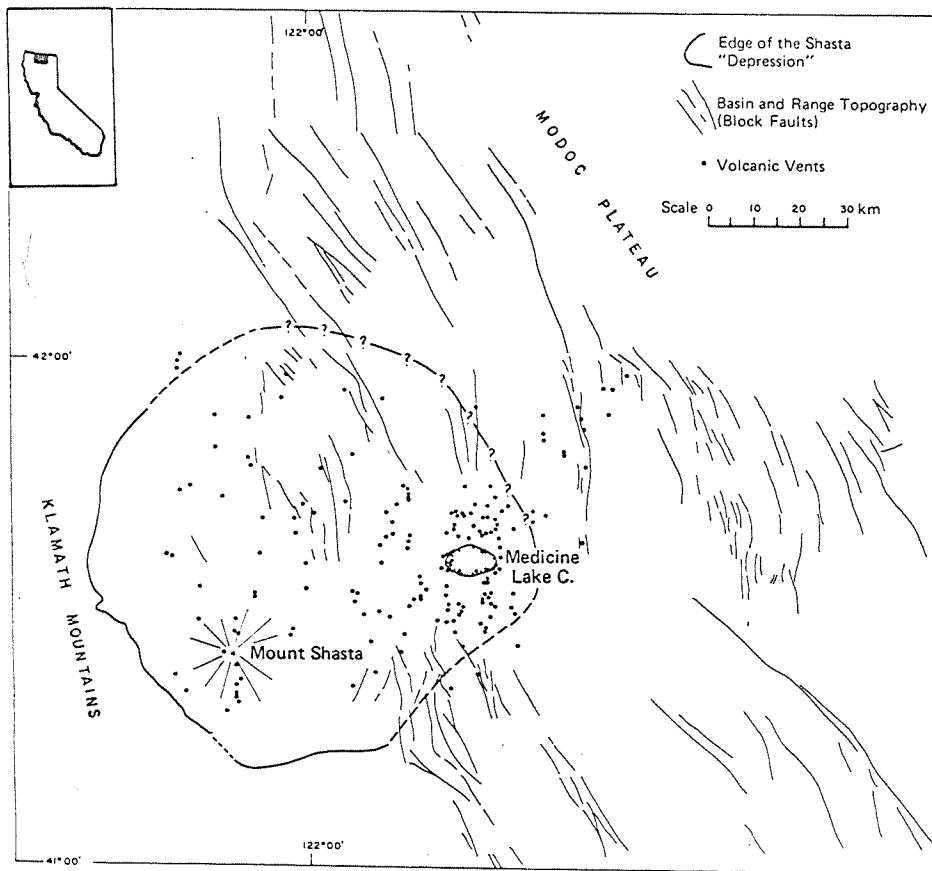 122°00'
Edge of the Shasta
"Depression"
Basin and Range Topography
(Block Faults)
Volcanic Vents
Scale 0 10 20 30 km
MODOC PLATEAU
42°00'
? ? ? ? ? ? ? ? ?
KLAMATH MOUNTAINS
Medicine
Lake C.
Mount Shasta
41°00'
122°00'